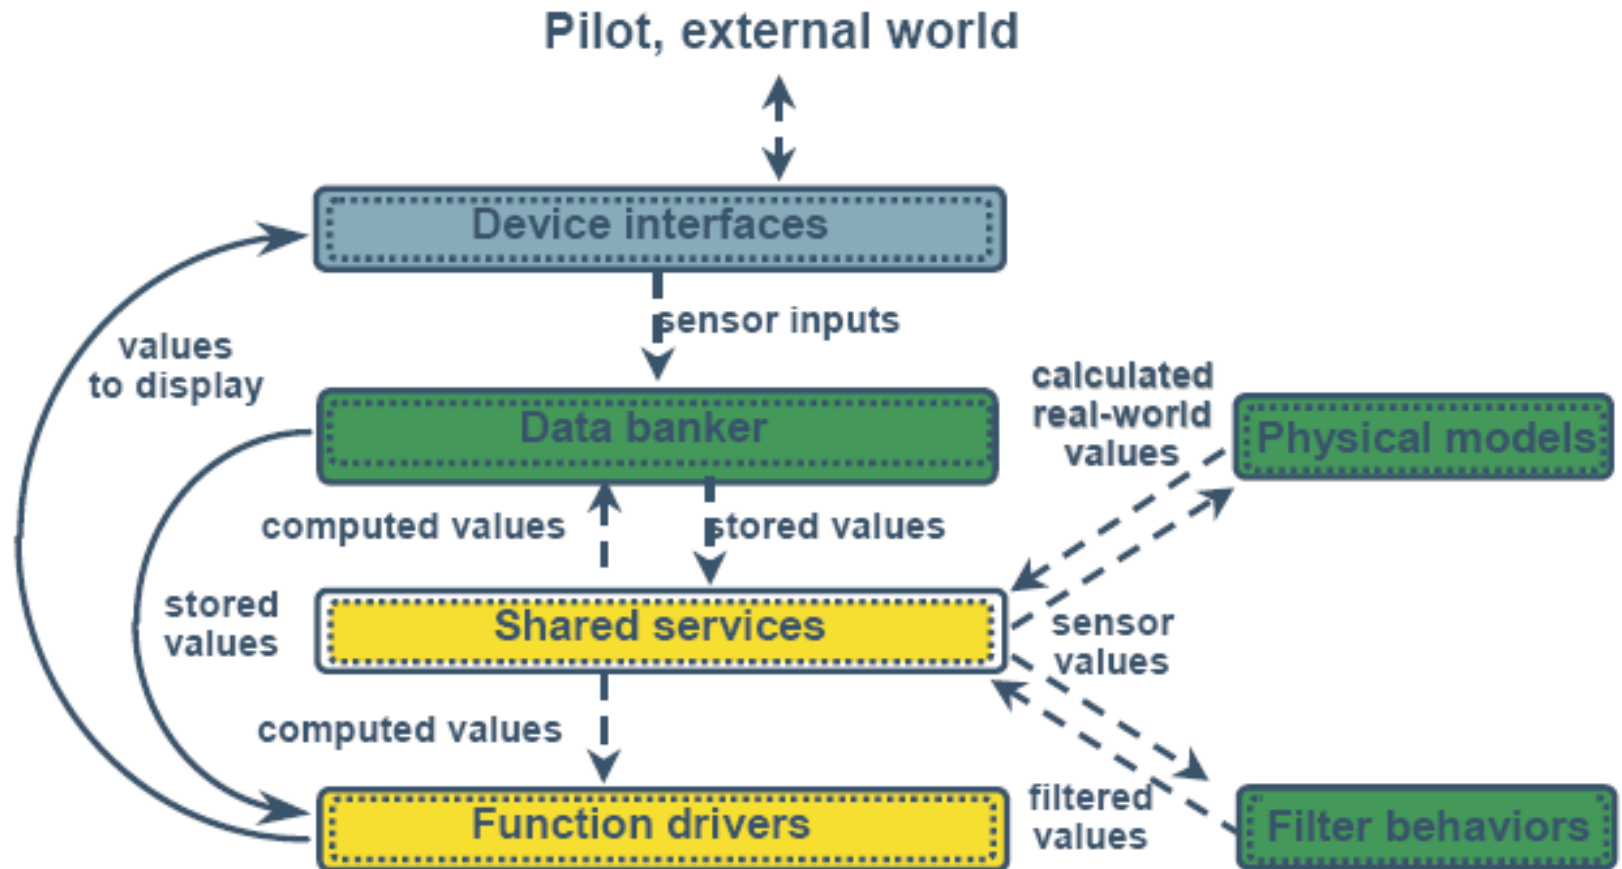 Pilot, external world
Device interfaces
sensor inputs
values
to display
Data banker
calculated
real-world
values
Physical models
computed values
stored values
stored
values
Shared services
sensor
values
computed values
Function drivers
filtered
values
Filter behaviors